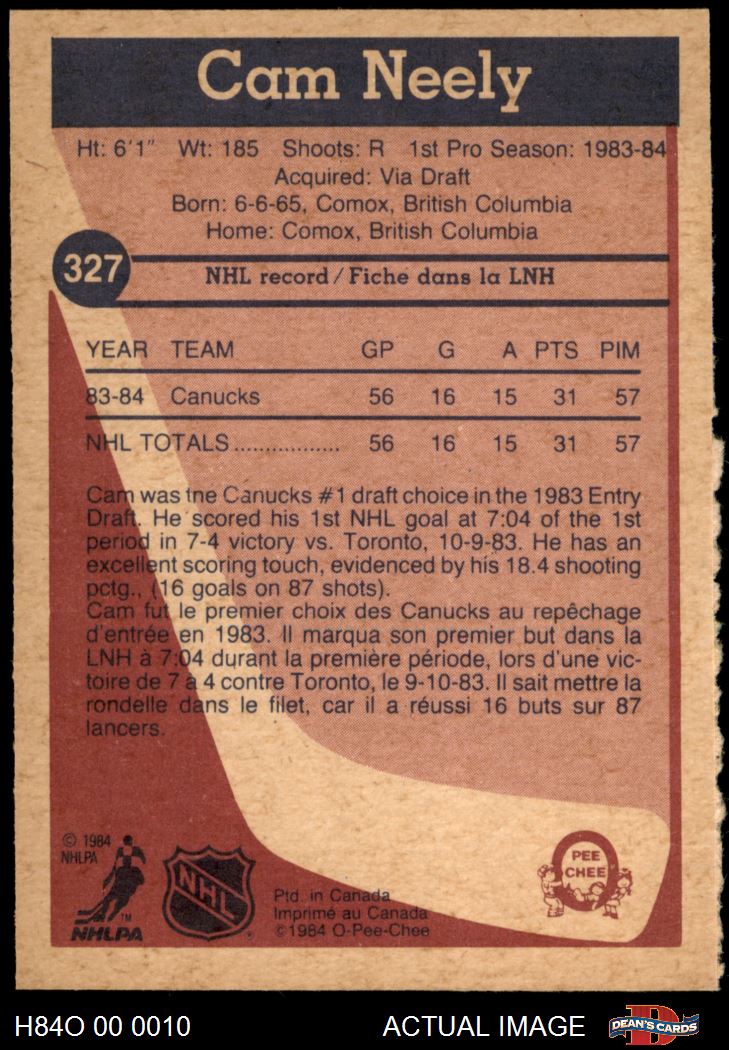 Cam Neely
Ht: 6'1" Wt: 185 Shoots: R 1st Pro Season: 1983-84
Acquired: Via Draft
Born: 6-6-65, Comox, British Columbia
Home: Comox, British Columbia
327
NHL record / Fiche dans la LNH
YEAR TEAM GP G A PTS PIM
83-84 Canucks 56 16 15 31 57
NHL TOTALS................. 56 16 15 31 57
Cam was the Canucks #1 draft choice in the 1983 Entry
Draft. He scored his 1st NHL goal at 7:04 of the 1st
period in 7-4 victory vs. Toronto, 10-9-83. He has an
excellent scoring touch, evidenced by his 18.4 shooting
pctg., (16 goals on 87 shots).
Cam fut le premier choix des Canucks au repêchage
d'entrée en 1983. Il marqua son premier but dans la
LNH à 7:04 durant la première période, lors d'une vic-
toire de 7 à 4 contre Toronto, le 9-10-83. Il sait mettre la
rondelle dans le filet, car il a réussi 16 buts sur 87
lancers.
© 1984
NHLPA
TM
NHLPA
NHL
®
Ptd. in Canada
Imprimé au Canada
©1984 O-Pee-Chee
O
PEE
CHEE
H84O 00 0010
ACTUAL IMAGE
D
DEAN'S CARDS